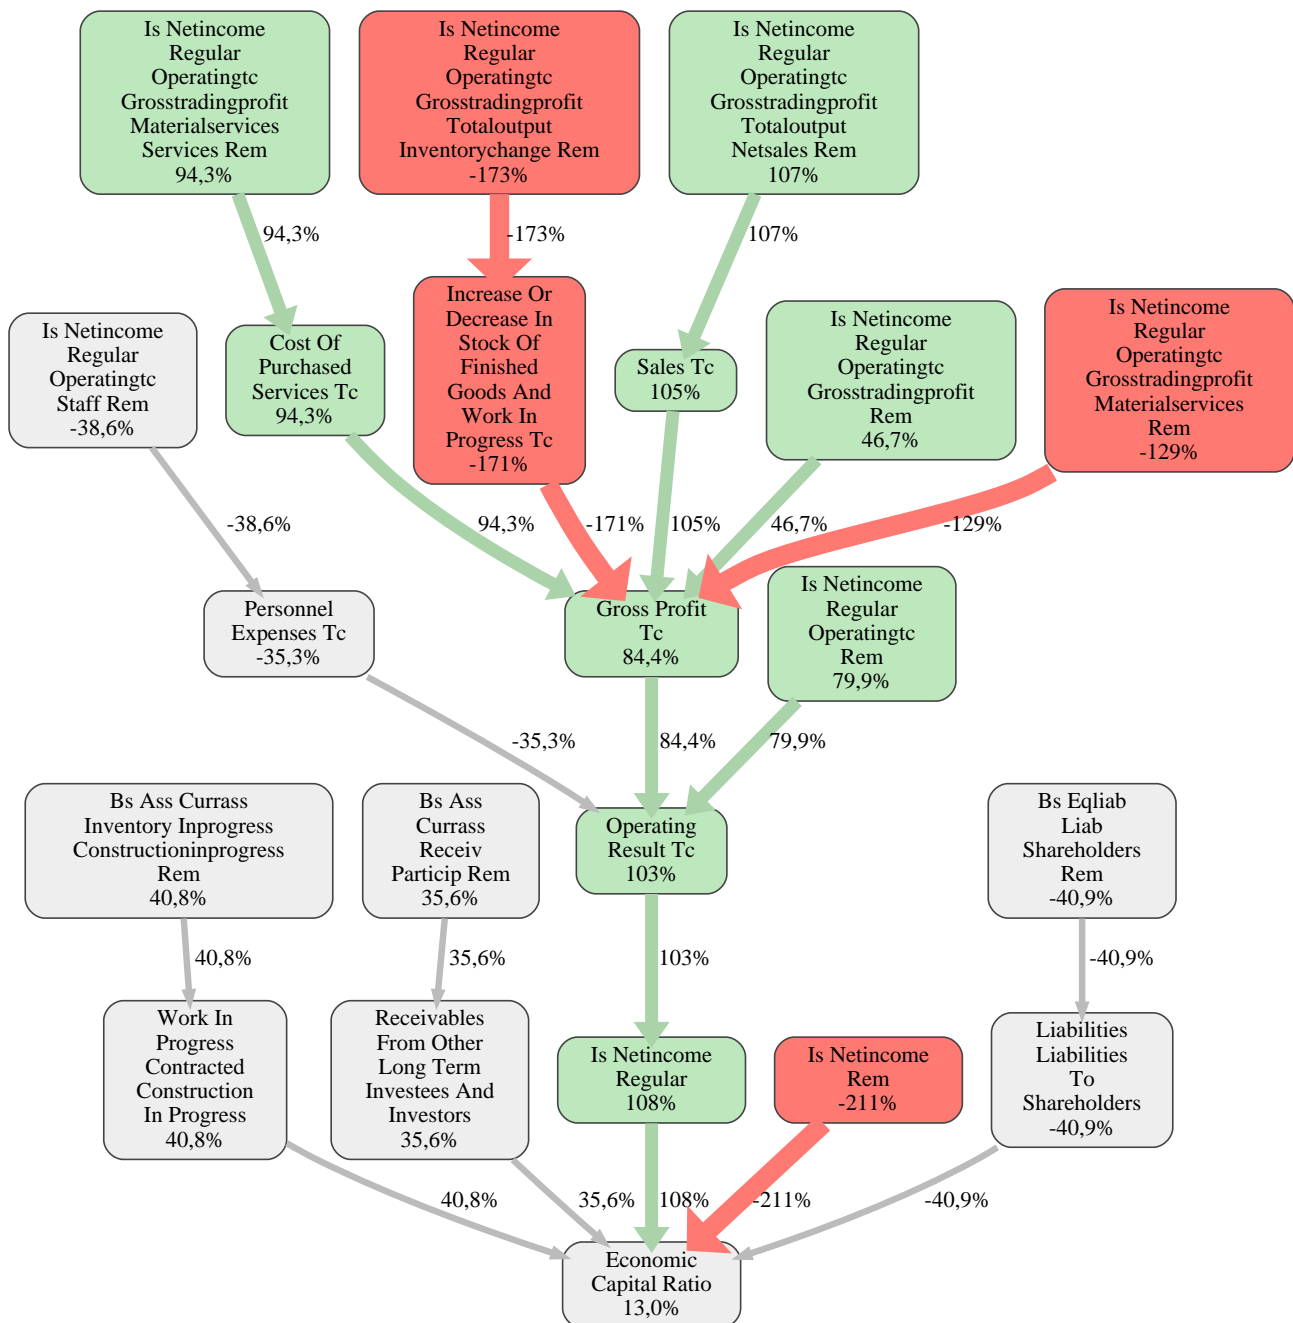 Is Netincome
Regular
Operatingtc
Grosstradingprofit
Materialservices
Services Rem
94,3%
Is Netincome
Regular
Operatingtc
Grosstradingprofit
Totaloutput
Inventorychange Rem
-173%
Is Netincome
Regular
Operatingtc
Grosstradingprofit
Totaloutput
Netsales Rem
107%
94,3%
-173%
107%
Is Netincome
Regular
Operatingtc
Staff Rem
-38,6%
Cost Of
Purchased
Services Tc
94,3%
Increase Or
Decrease In
Stock Of
Finished
Goods And
Work In
Progress Tc
-171%
Sales Tc
105%
Is Netincome
Regular
Operatingtc
Grosstradingprofit
Rem
46,7%
Is Netincome
Regular
Operatingtc
Grosstradingprofit
Materialservices
Rem
-129%
-38,6%
94,3%
-171%
105%
46,7%
-129%
Personnel
Expenses Tc
-35,3%
Gross Profit
Tc
84,4%
Is Netincome
Regular
Operatingtc
Rem
79,9%
-35,3%
84,4%
79,9%
Bs Ass Currass
Inventory Inprogress
Constructioninprogress
Rem
40,8%
Bs Ass
Currass
Receiv
Particip Rem
35,6%
Operating
Result Tc
103%
Bs Eqliab
Liab
Shareholders
Rem
-40,9%
40,8%
35,6%
103%
-40,9%
Work In
Progress
Contracted
Construction
In Progress
40,8%
Receivables
From Other
Long Term
Investees And
Investors
35,6%
Is Netincome
Regular
108%
Is Netincome
Rem
-211%
Liabilities
Liabilities
To
Shareholders
-40,9%
40,8%
35,6%
108%
-211%
-40,9%
Economic
Capital Ratio
13,0%